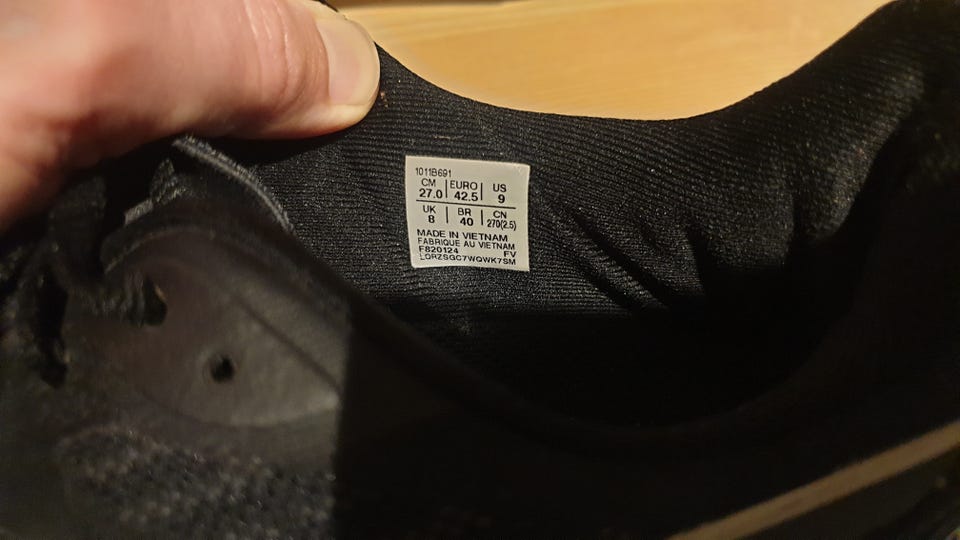 1011B691
CM | EURO | US
27.0 | 42.5 | 9
UK | BR | CN
8 | 40 | 270(2.5)
MADE IN VIETNAM
FABRIQUE AU VIETNAM
F820124 FV
LQRZSGC7WQWK7SM